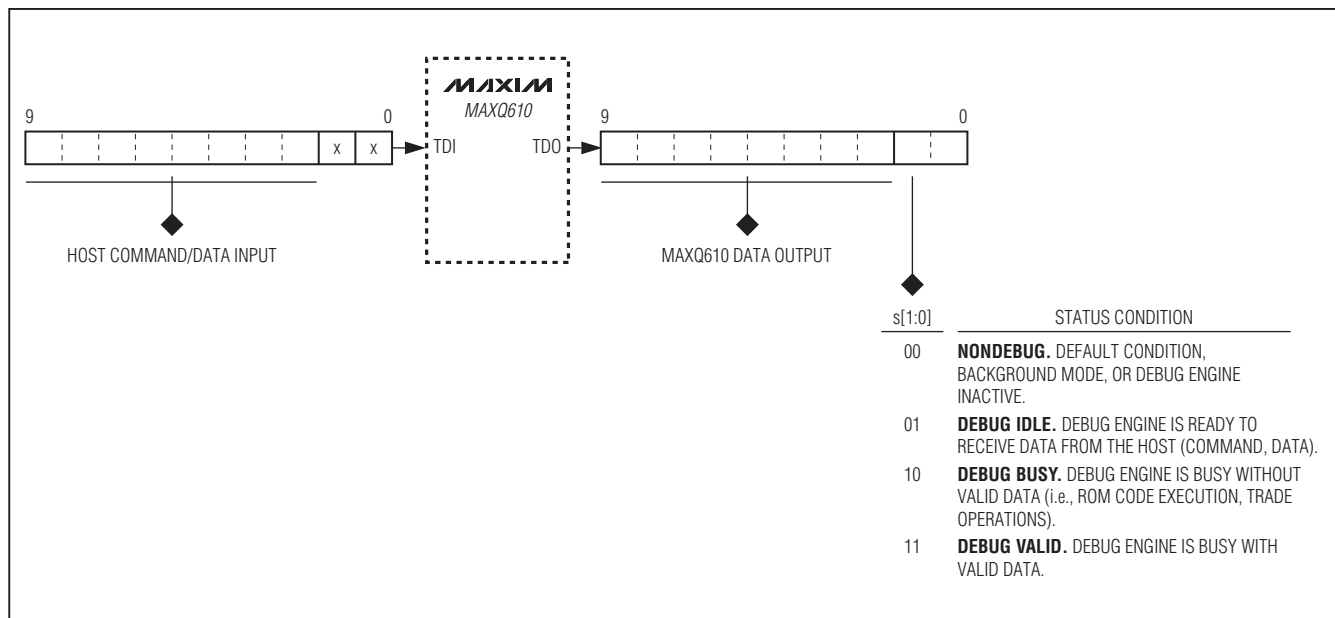 MAXIM
MAXQ610
9 0
x x
TDI TDO
9 0
HOST COMMAND/DATA INPUT
MAXQ610 DATA OUTPUT
s[1:0] STATUS CONDITION
00 NONDEBUG. DEFAULT CONDITION,
BACKGROUND MODE, OR DEBUG ENGINE
INACTIVE.
01 DEBUG IDLE. DEBUG ENGINE IS READY TO
RECEIVE DATA FROM THE HOST (COMMAND, DATA).
10 DEBUG BUSY. DEBUG ENGINE IS BUSY WITHOUT
VALID DATA (i.e., ROM CODE EXECUTION, TRADE
OPERATIONS).
11 DEBUG VALID. DEBUG ENGINE IS BUSY WITH
VALID DATA.